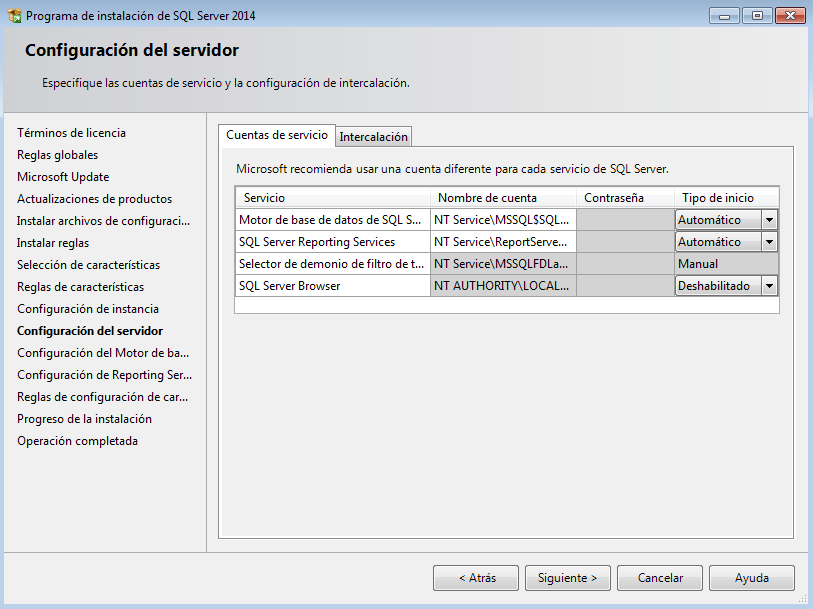 Programa de instalación de SQL Server 2014
Configuración del servidor
Especifique las cuentas de servicio y la configuración de intercalación.
Términos de licencia
Reglas globales
Microsoft Update
Actualizaciones de productos
Instalar archivos de configuraci...
Instalar reglas
Selección de características
Reglas de características
Configuración de instancia
Configuración del servidor
Configuración del Motor de ba...
Configuración de Reporting Ser...
Reglas de configuración de car...
Progreso de la instalación
Operación completada
Cuentas de servicio Intercalación
Microsoft recomienda usar una cuenta diferente para cada servicio de SQL Server.
Servicio Nombre de cuenta Contraseña Tipo de inicio
Motor de base de datos de SQL S... NT Service\MSSQL$SQL... Automático
SQL Server Reporting Services NT Service\ReportServe... Automático
Selector de demonio de filtro de t... NT Service\MSSQLFDLa... Manual
SQL Server Browser NT AUTHORITY\LOCAL... Deshabilitado
< Atrás Siguiente > Cancelar Ayuda